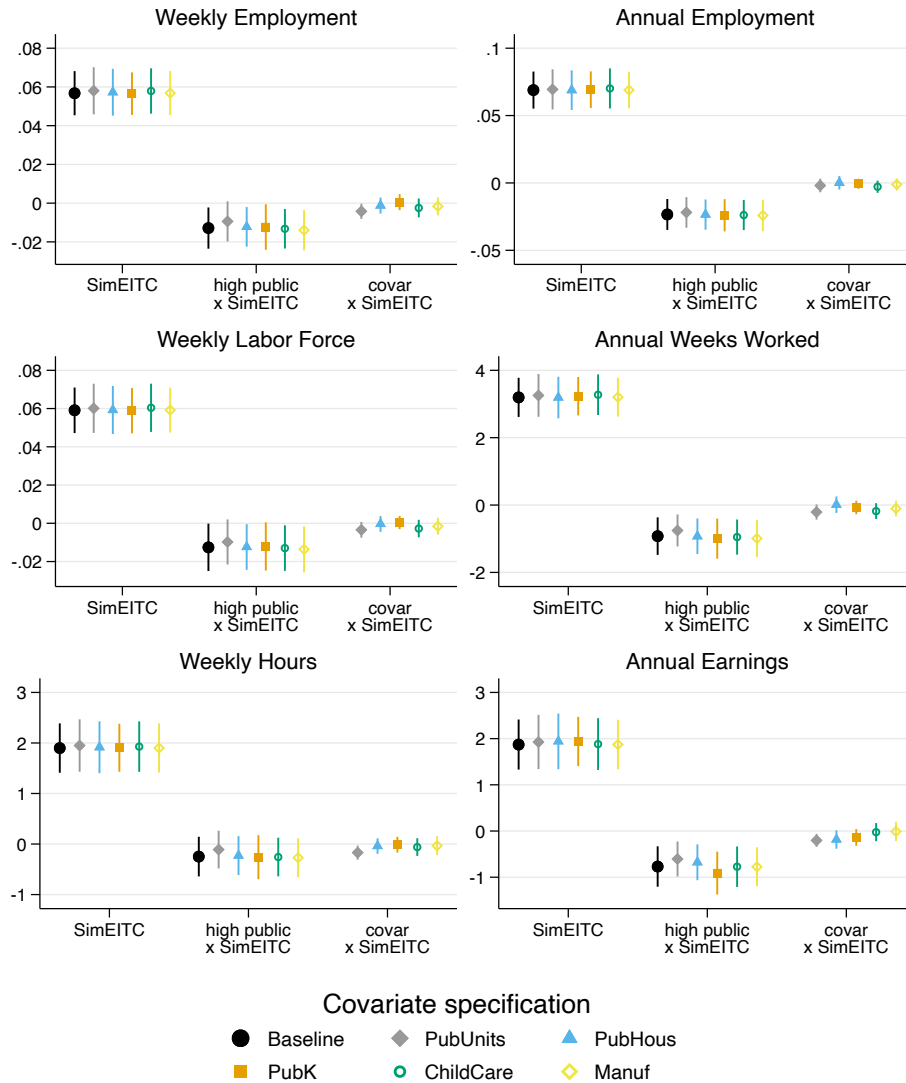 Weekly Employment
.08
.06
.04
.02
0
-.02
SimEITC
high public
x SimEITC
covar
x SimEITC
Annual Employment
.1
.05
0
-.05
SimEITC
high public
x SimEITC
covar
x SimEITC
Weekly Labor Force
.08
.06
.04
.02
0
-.02
SimEITC
high public
x SimEITC
covar
x SimEITC
Annual Weeks Worked
4
2
0
-2
SimEITC
high public
x SimEITC
covar
x SimEITC
Weekly Hours
3
2
1
0
-1
SimEITC
high public
x SimEITC
covar
x SimEITC
Annual Earnings
3
2
1
0
-1
SimEITC
high public
x SimEITC
covar
x SimEITC
Covariate specification
Baseline PubUnits PubHous
PubK ChildCare Manuf